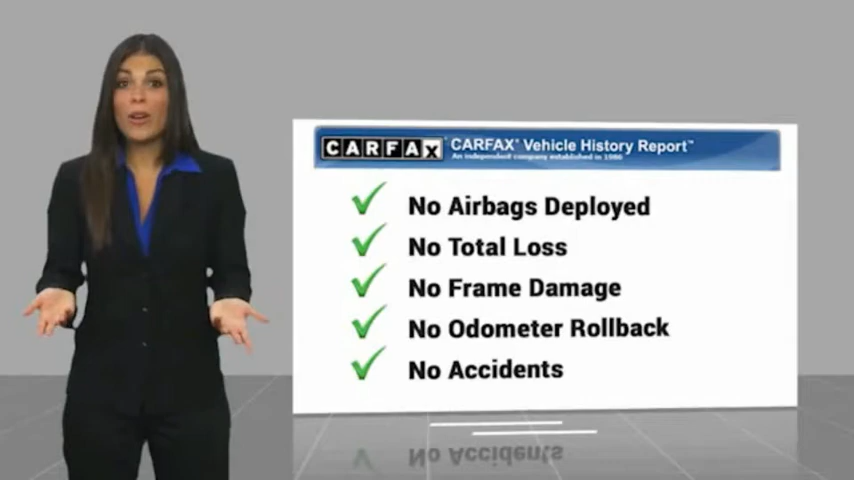 CARFAX CARFAX® Vehicle History Report™
An independent company established in 1986
No Airbags Deployed
No Total Loss
No Frame Damage
No Odometer Rollback
No Accidents
No Accidents